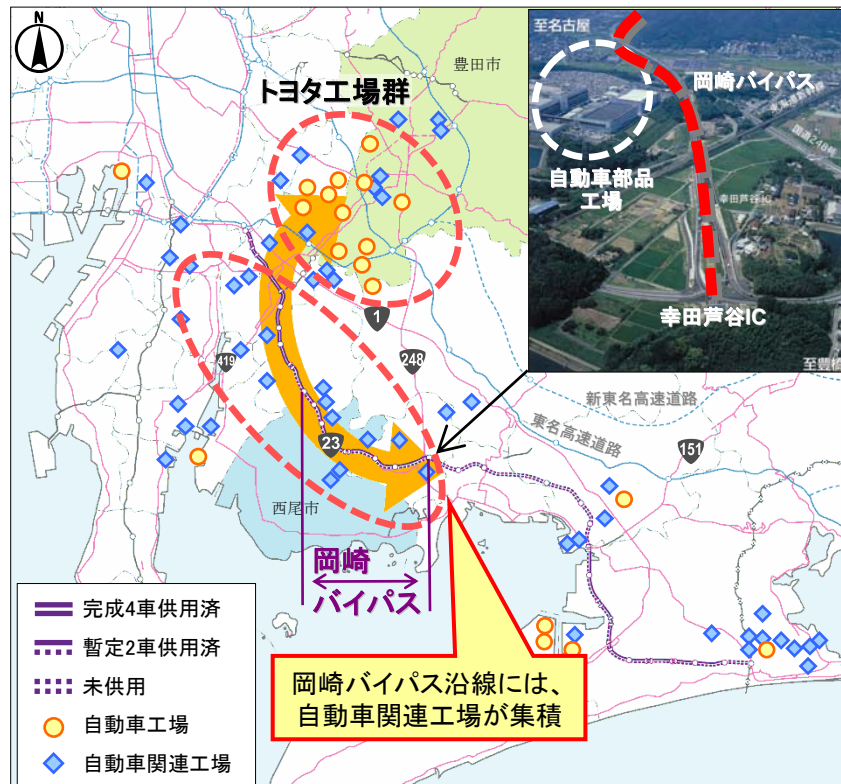 N
豊田市
トヨタ工場群
至名古屋
岡崎バイパス
国道248号
自動車部品
工場
幸田芦谷IC
幸田芦谷IC
至豊橋
1
248
419
23
新東名高速道路
東名高速道路
151
西尾市
岡崎
バイパス
完成4車供用済
暫定2車供用済
未供用
自動車工場
自動車関連工場
岡崎バイパス沿線には、
自動車関連工場が集積